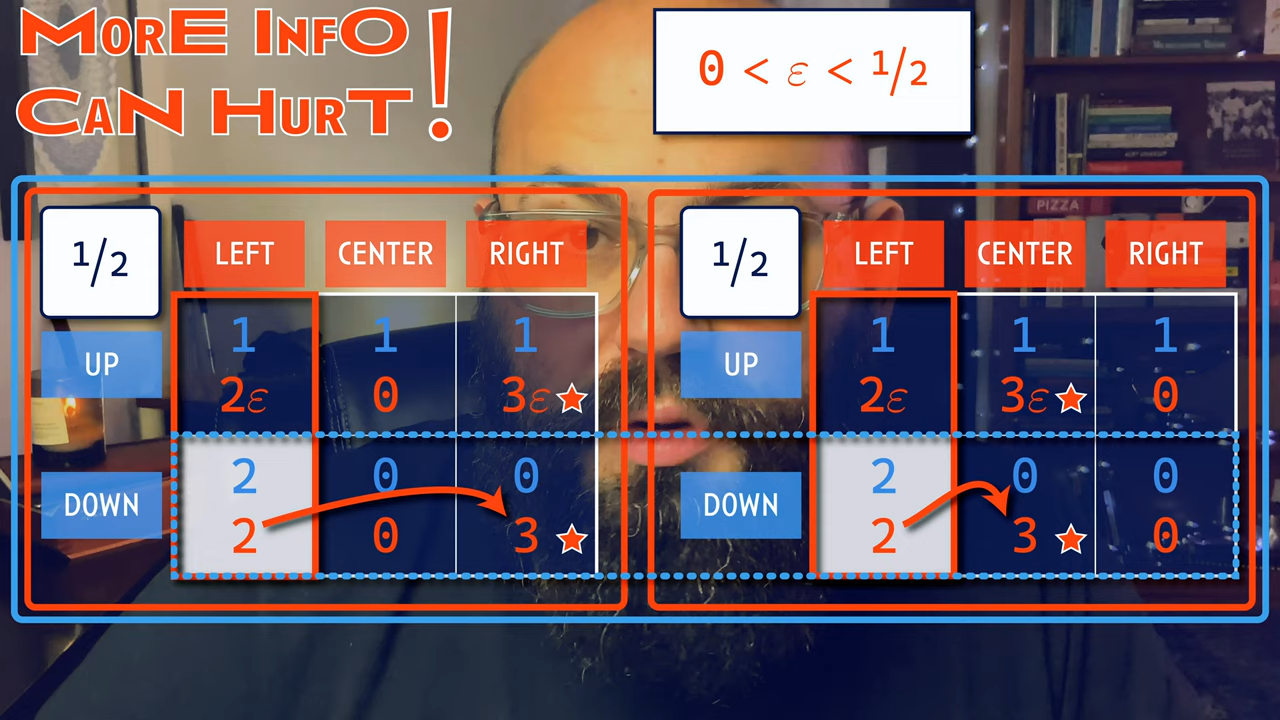 MORE INFO
CAN HURT!
0 < ε < 1/2
PIZZA
1/2 LEFT CENTER RIGHT
UP 1 1 1
2ε 0 3ε
DOWN 2 0 0
2 0 3
1/2 LEFT CENTER RIGHT
UP 1 1 1
2ε 3ε 0
DOWN 2 0 0
2 3 0